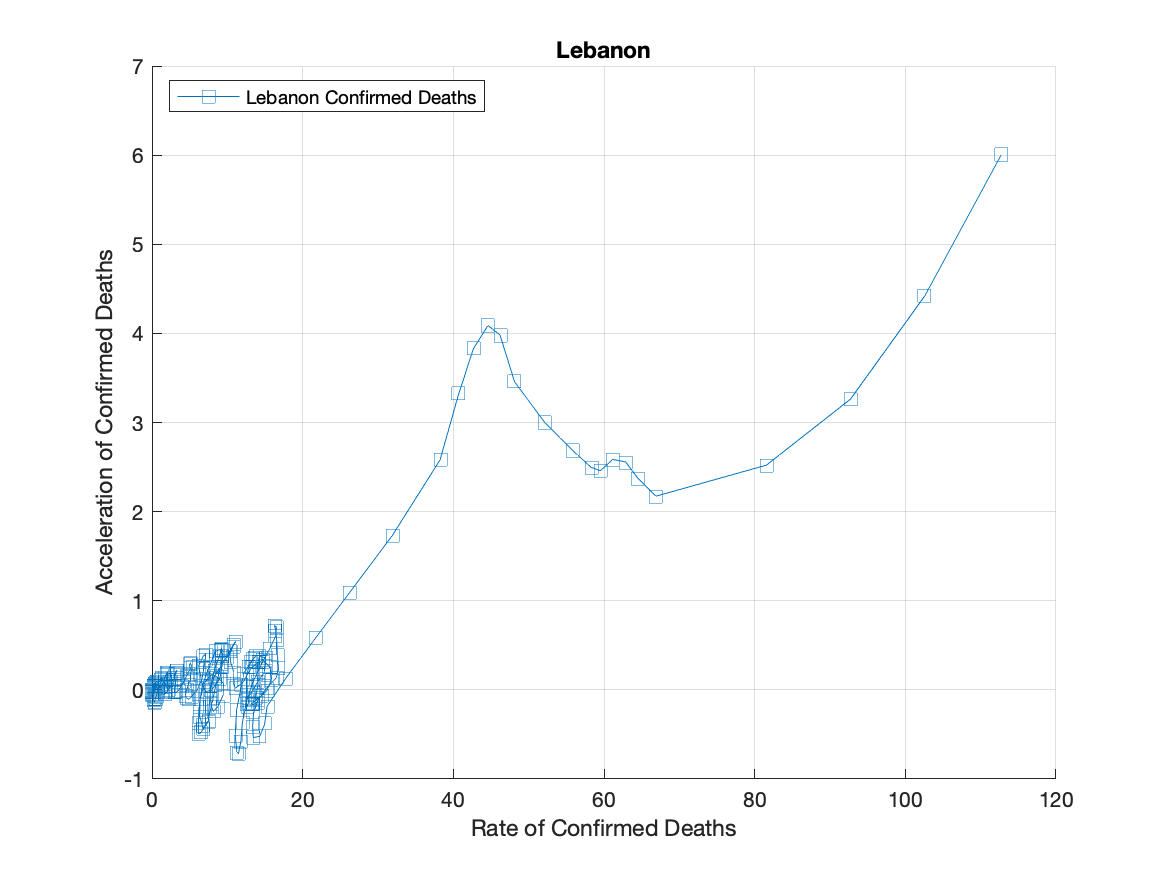 Lebanon
Lebanon Confirmed Deaths
7
6
5
4
3
2
1
0
-1
Acceleration of Confirmed Deaths
0 20 40 60 80 100 120
Rate of Confirmed Deaths